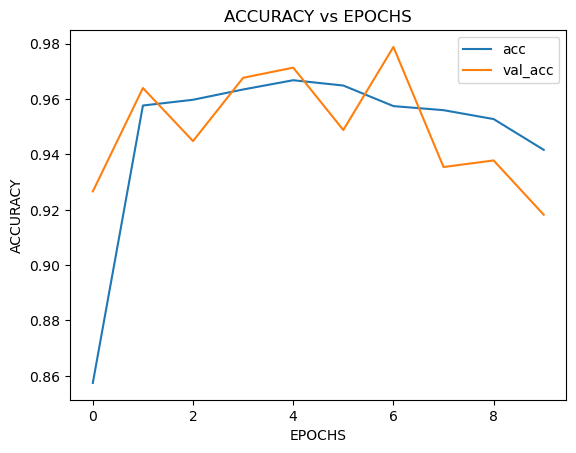 ACCURACY vs EPOCHS
acc
val_acc
0.98
0.96
0.94
0.92
0.90
0.88
0.86
ACCURACY
0 2 4 6 8
EPOCHS